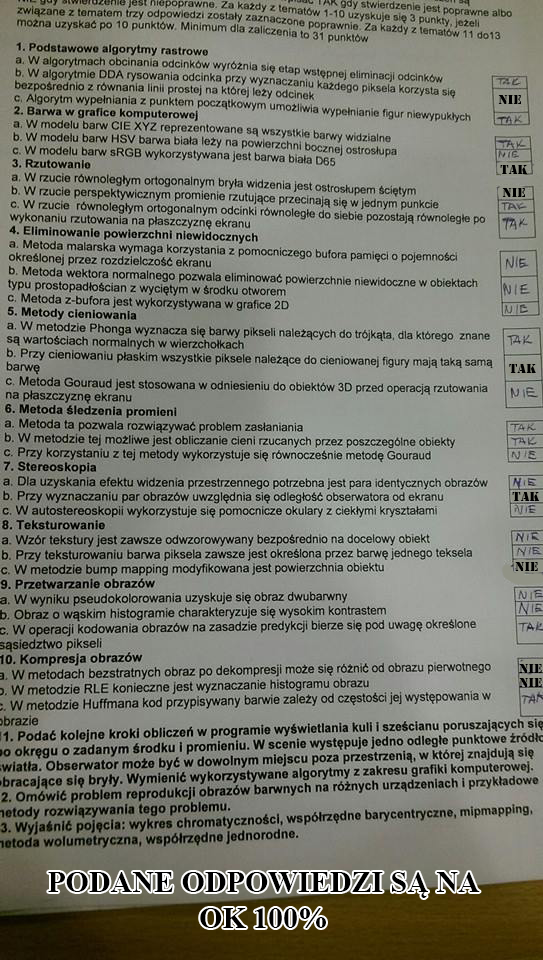 NIE gdy stwierdzenie jest niepoprawne. Za każdy z tematów 1-10 uzyskuje się 3 punkty, jeżeli
TAK gdy stwierdzenie jest poprawne albo
związane z tematem trzy odpowiedzi zostały zaznaczone poprawnie. Za każdy z tematów 11 do13
można uzyskać po 10 punktów. Minimum dla zaliczenia to 31 punktów
1. Podstawowe algorytmy rastrowe
a. W algorytmach obcinania odcinków wyróżnia się etap wstępnej eliminacji odcinków TAK
b. W algorytmie DDA rysowania odcinka przy wyznaczaniu każdego piksela korzysta się
bezpośrednio z równania linii prostej na której leży odcinek NIE
c. Algorytm wypełniania z punktem początkowym umożliwia wypełnianie figur niewypukłych TAK
2. Barwa w grafice komputerowej
a. W modelu barw CIE XYZ reprezentowane są wszystkie barwy widzialne TAK
b. W modelu barw HSV barwa biała leży na powierzchni bocznej ostrosłupa NIE
c. W modelu barw sRGB wykorzystywana jest barwa biała D65 TAK
3. Rzutowanie
a. W rzucie równoległym ortogonalnym bryła widzenia jest ostrosłupem ściętym NIE
b. W rzucie perspektywicznym promienie rzutujące przecinają się w jednym punkcie TAK
c. W rzucie równoległym ortogonalnym odcinki równoległe do siebie pozostają równoległe po
wykonaniu rzutowania na płaszczyznę ekranu TAK
4. Eliminowanie powierzchni niewidocznych
a. Metoda malarska wymaga korzystania z pomocniczego bufora pamięci o pojemności
określonej przez rozdzielczość ekranu NIE
b. Metoda wektora normalnego pozwala eliminować powierzchnie niewidoczne w obiektach
typu prostopadłościan z wyciętym w środku otworem NIE
c. Metoda z-bufora jest wykorzystywana w grafice 2D NIE
5. Metody cieniowania
a. W metodzie Phonga wyznacza się barwy pikseli należących do trójkąta, dla którego znane
są wartościach normalnych w wierzchołkach TAK
b. Przy cieniowaniu płaskim wszystkie piksele należące do cieniowanej figury mają taką samą
barwę TAK
c. Metoda Gouraud jest stosowana w odniesieniu do obiektów 3D przed operacją rzutowania
na płaszczyznę ekranu NIE
6. Metoda śledzenia promieni
a. Metoda ta pozwala rozwiązywać problem zasłaniania TAK
b. W metodzie tej możliwe jest obliczanie cieni rzucanych przez poszczególne obiekty TAK
c. Przy korzystaniu z tej metody wykorzystuje się równocześnie metodę Gouraud NIE
7. Stereoskopia
a. Dla uzyskania efektu widzenia przestrzennego potrzebna jest para identycznych obrazów NIE
b. Przy wyznaczaniu par obrazów uwzględnia się odległość obserwatora od ekranu TAK
c. W autostereoskopii wykorzystuje się pomocnicze okulary z ciekłymi kryształami NIE
8. Teksturowanie
a. Wzór tekstury jest zawsze odwzorowywany bezpośrednio na docelowy obiekt NIE
b. Przy teksturowaniu barwa piksela zawsze jest określona przez barwę jednego teksela NIE
c. W metodzie bump mapping modyfikowana jest powierzchnia obiektu NIE
9. Przetwarzanie obrazów
a. W wyniku pseudokolorowania uzyskuje się obraz dwubarwny NIE
b. Obraz o wąskim histogramie charakteryzuje się wysokim kontrastem NIE
c. W operacji kodowania obrazów na zasadzie predykcji bierze się pod uwagę określone
sąsiedztwo pikseli TAK
10. Kompresja obrazów
a. W metodach bezstratnych obraz po dekompresji może się różnić od obrazu pierwotnego NIE
b. W metodzie RLE konieczne jest wyznaczanie histogramu obrazu NIE
c. W metodzie Huffmana kod przypisywany barwie zależy od częstości jej występowania w
obrazie TAK
11. Podać kolejne kroki obliczeń w programie wyświetlania kuli i sześcianu poruszających się
po okręgu o zadanym środku i promieniu. W scenie występuje jedno odległe punktowe źródło
światła. Obserwator może być w dowolnym miejscu poza przestrzenią, w której znajdują się
obracające się bryły. Wymienić wykorzystywane algorytmy z zakresu grafiki komputerowej.
2. Omówić problem reprodukcji obrazów barwnych na różnych urządzeniach i przykładowe
metody rozwiązywania tego problemu.
3. Wyjaśnić pojęcia: wykres chromatyczności, współrzędne barycentryczne, mipmapping,
metoda wolumetryczna, współrzędne jednorodne.
PODANE ODPOWIEDZI SĄ NA
OK 100%